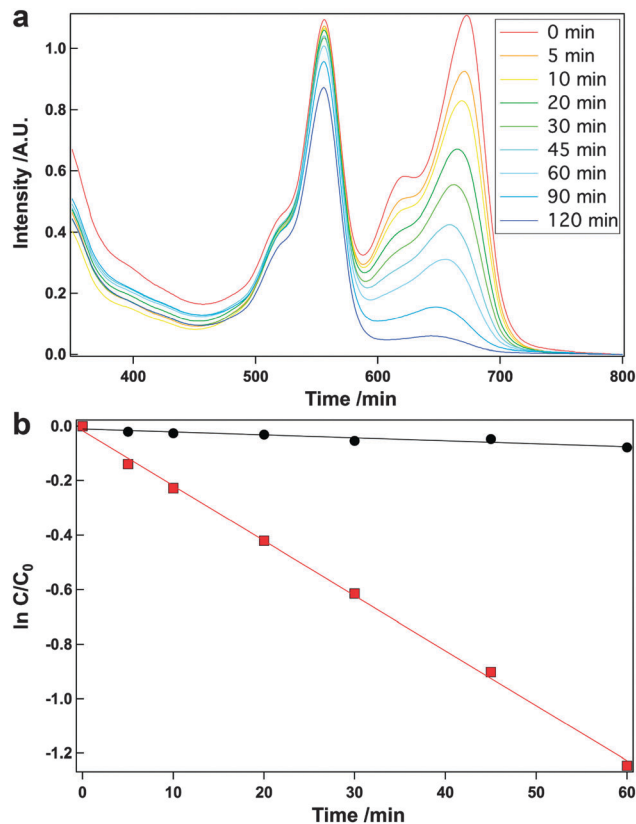 a
Intensity /A.U.
1.0
0.8
0.6
0.4
0.2
0.0
0 min
5 min
10 min
20 min
30 min
45 min
60 min
90 min
120 min
400
500
600
700
800
Time /min
b
ln C/C0
0.0
-0.2
-0.4
-0.6
-0.8
-1.0
-1.2
0
10
20
30
40
50
60
Time /min